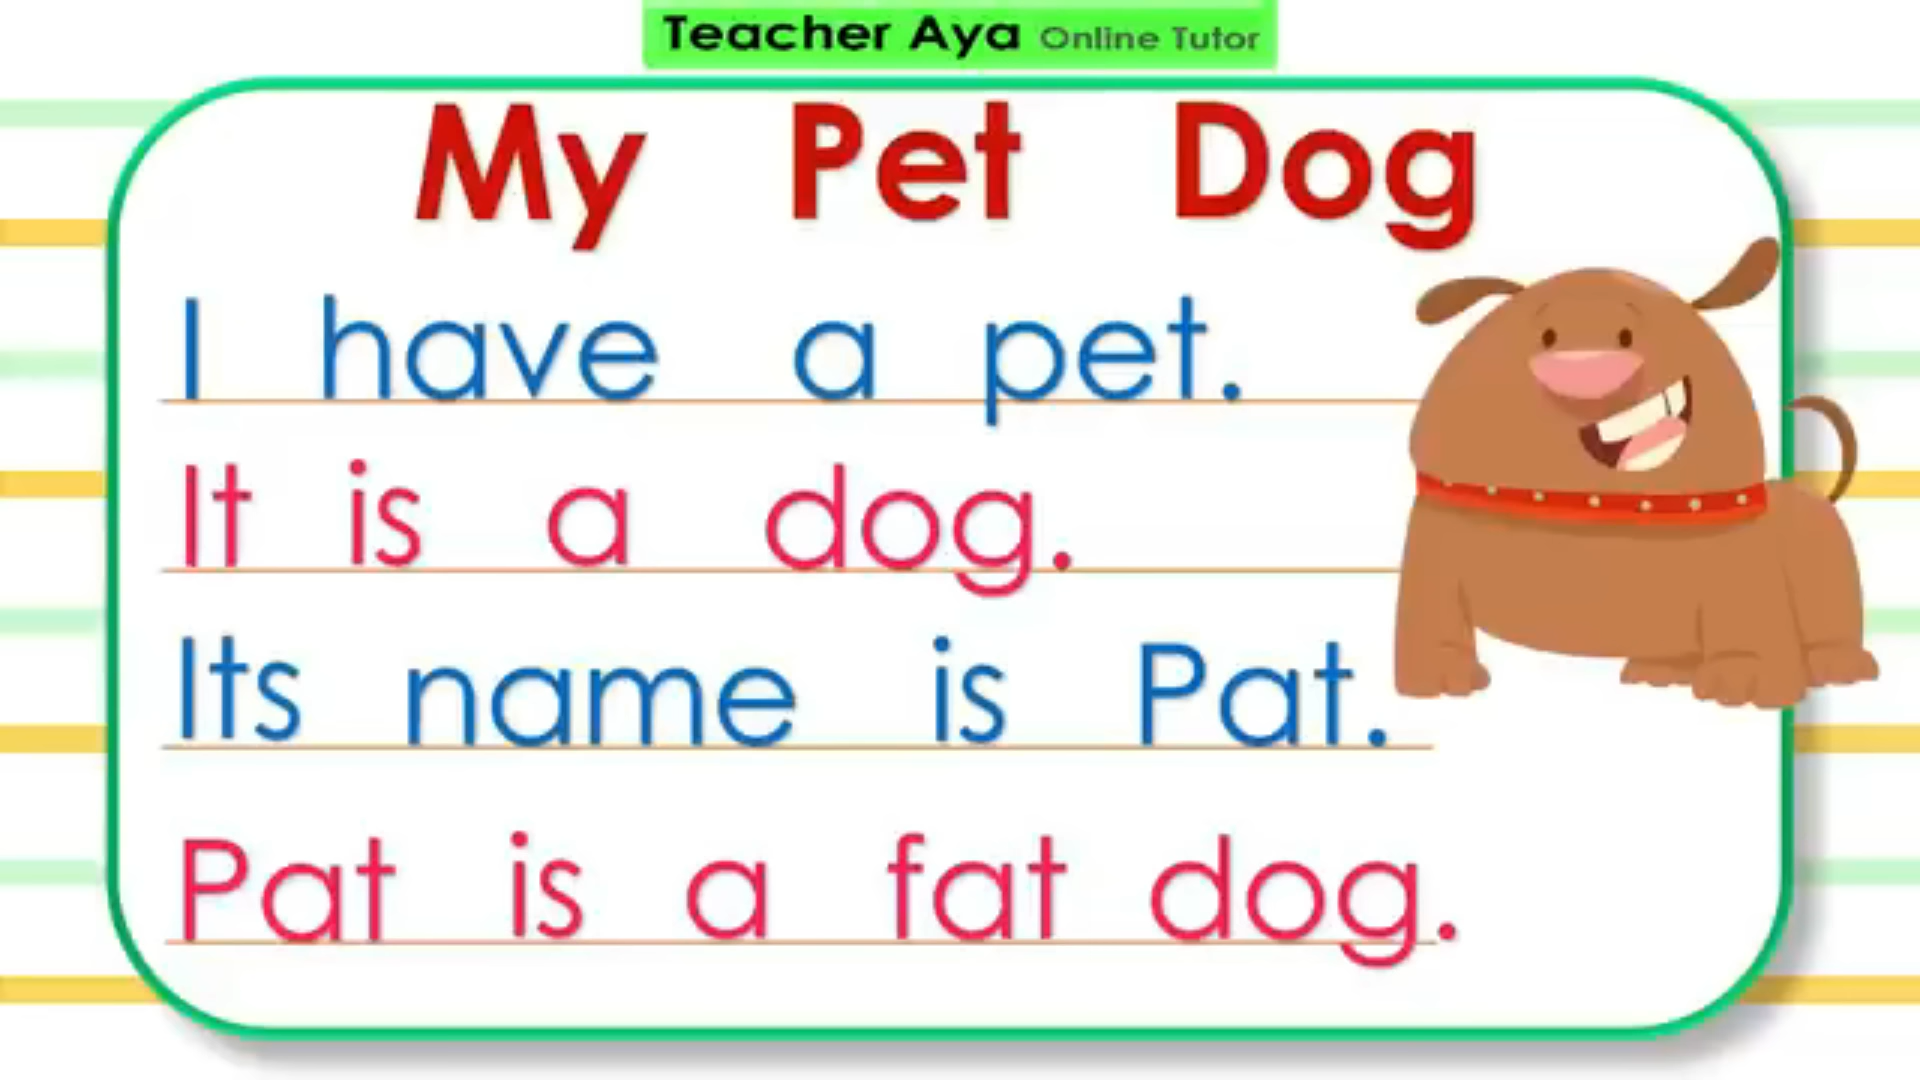 Teacher Aya Online Tutor
My Pet Dog
I have a pet.
It is a dog.
Its name is Pat.
Pat is a fat dog.